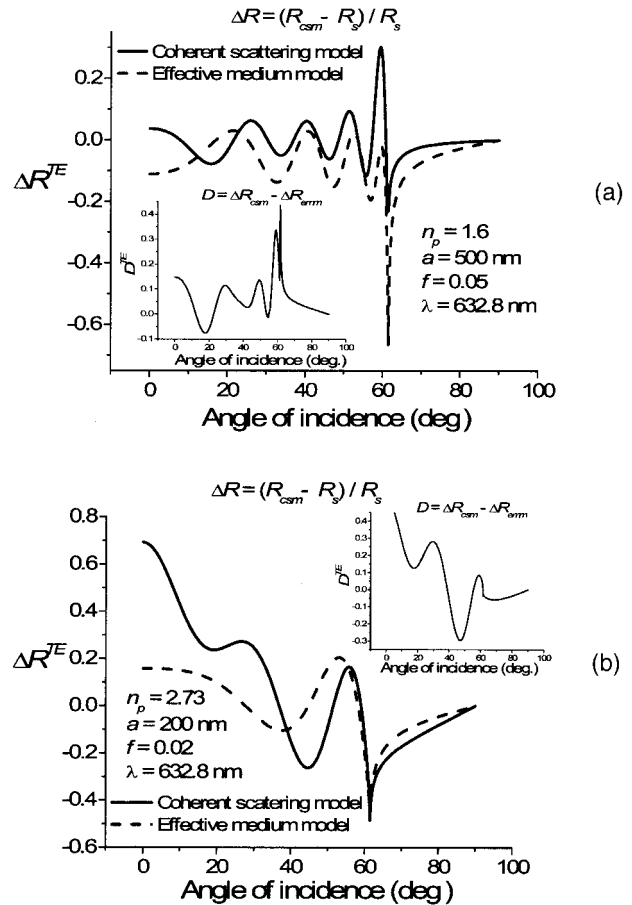 ΔR = (R_csm - R_s) / R_s
Coherent scattering model
Effective medium model
0.2
0.0
-0.2
-0.4
-0.6
ΔR^TE
D = ΔR_csm - ΔR_emm
0.4
0.3
0.2
0.1
0.0
-0.1
D^TE
0 20 40 60 80 100
Angle of incidence (deg.)
n_p = 1.6
a = 500 nm
f = 0.05
λ = 632.8 nm
(a)
0 20 40 60 80 100
Angle of incidence (deg.)
ΔR = (R_csm - R_s) / R_s
0.8
0.6
0.4
0.2
0.0
-0.2
-0.4
-0.6
ΔR^TE
D = ΔR_csm - ΔR_emm
0.4
0.3
0.2
0.1
0.0
-0.1
-0.2
-0.3
D^TE
0 20 40 60 80 100
Angle of incidence (deg.)
n_p = 2.73
a = 200 nm
f = 0.02
λ = 632.8 nm
(b)
Coherent scattering model
Effective medium model
0 20 40 60 80 100
Angle of incidence (deg)